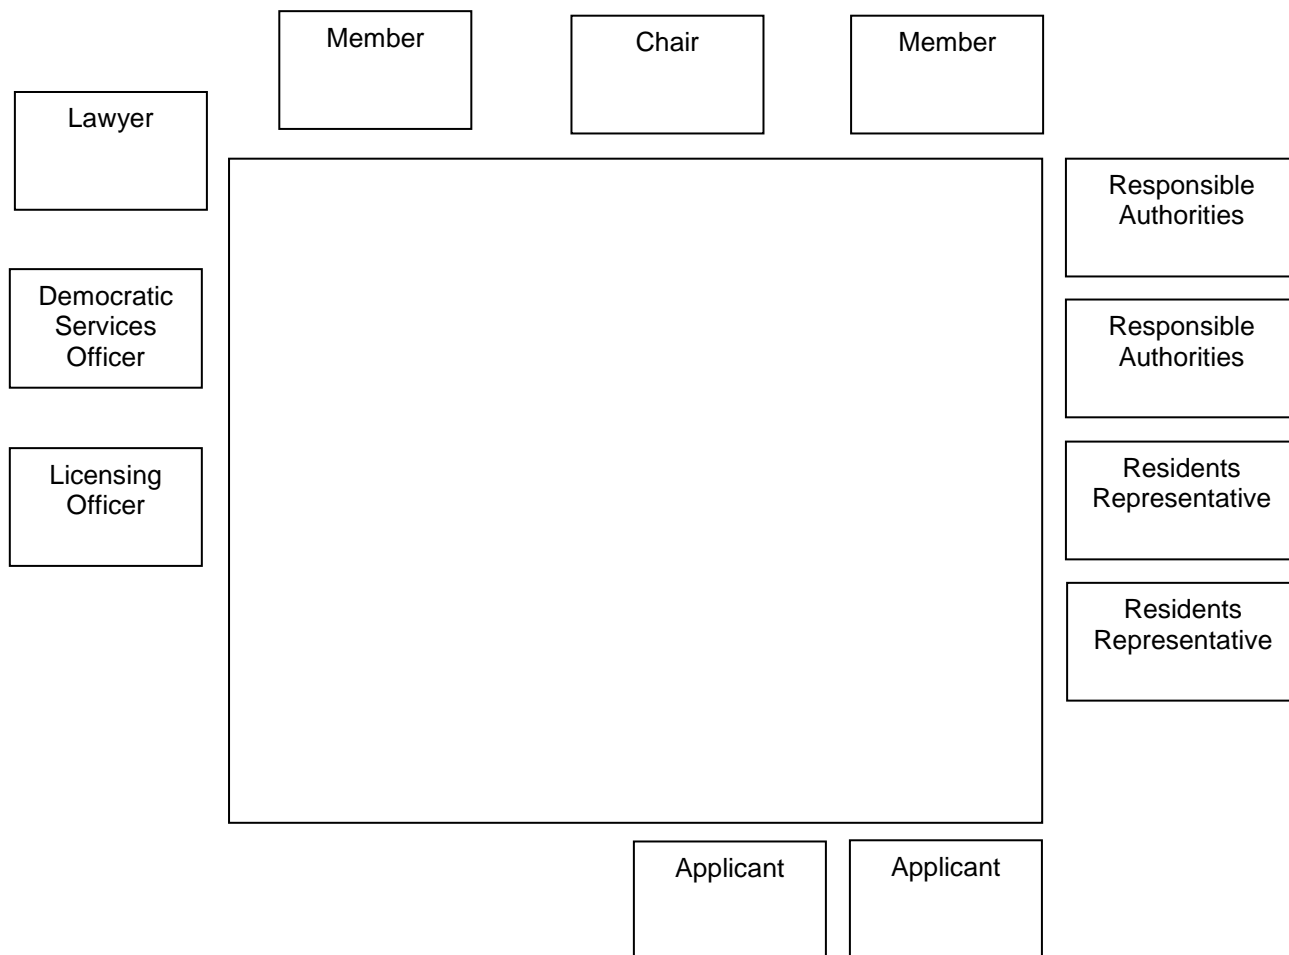 Member
Chair
Member
Lawyer
Responsible
Authorities
Democratic
Services
Officer
Responsible
Authorities
Licensing
Officer
Residents
Representative
Residents
Representative
Applicant
Applicant